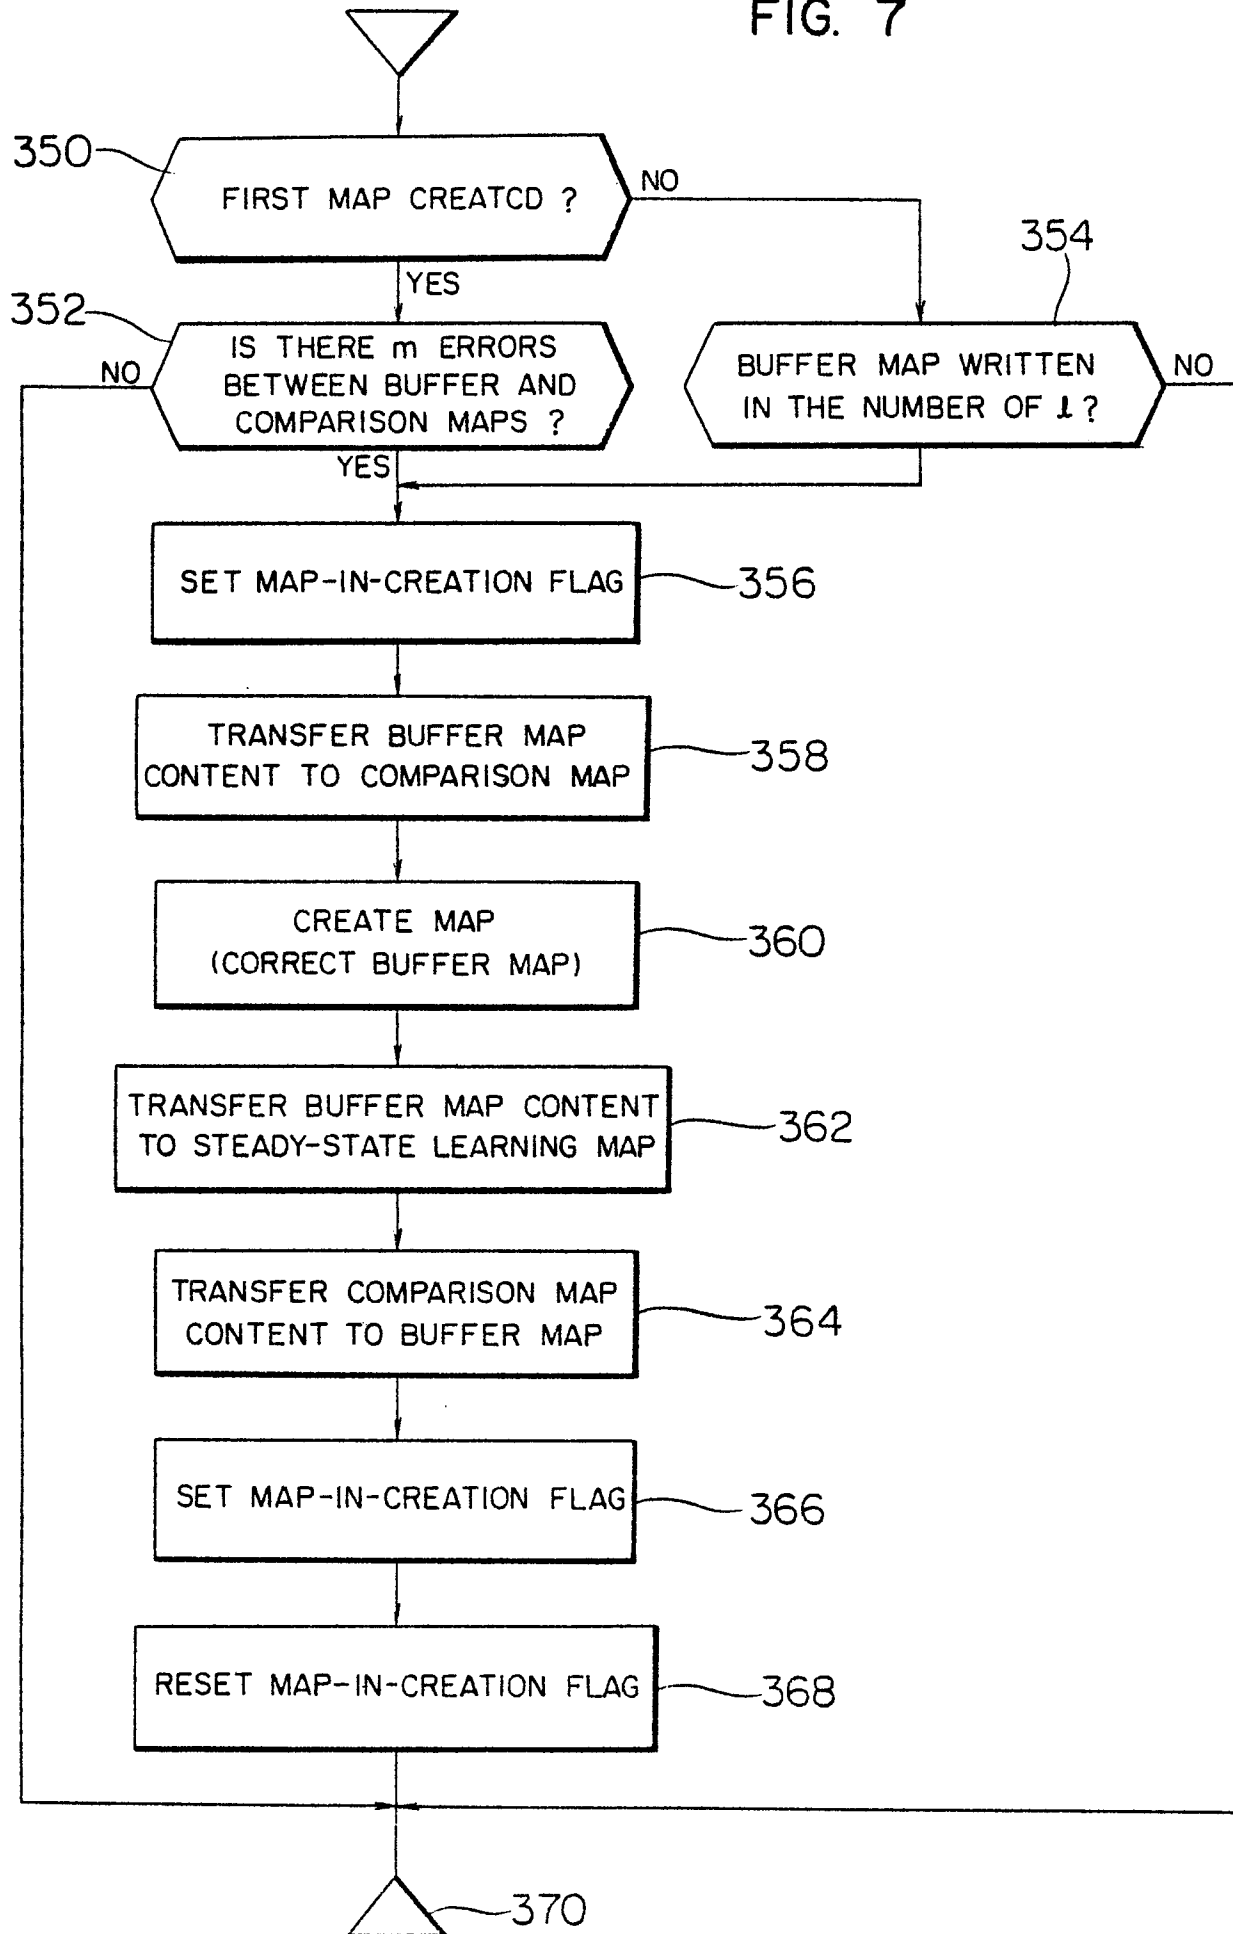 FIG. 7
350
FIRST MAP CREATCD ?
NO
YES
354
352
NO
IS THERE m ERRORS
BETWEEN BUFFER AND
COMPARISON MAPS ?
BUFFER MAP WRITTEN
IN THE NUMBER OF l ?
NO
YES
SET MAP-IN-CREATION FLAG
356
TRANSFER BUFFER MAP
CONTENT TO COMPARISON MAP
358
CREATE MAP
(CORRECT BUFFER MAP)
360
TRANSFER BUFFER MAP CONTENT
TO STEADY-STATE LEARNING MAP
362
TRANSFER COMPARISON MAP
CONTENT TO BUFFER MAP
364
SET MAP-IN-CREATION FLAG
366
RESET MAP-IN-CREATION FLAG
368
370